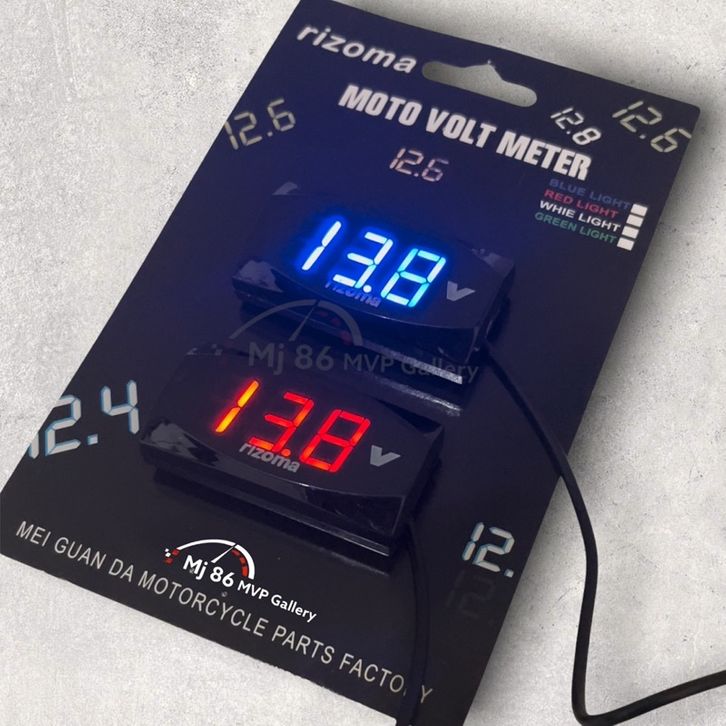 rizoma
MOTO VOLT METER
12.6
12.8
12.6
12.6
BLUE LIGHT
RED LIGHT
WHIE LIGHT
GREEN LIGHT
13.8 V
rizoma
Mj 86 MVP Gallery
13.8 V
rizoma
12.4
12.
Mj 86 MVP Gallery
MEI GUAN DA MOTORCYCLE PARTS FACTORY